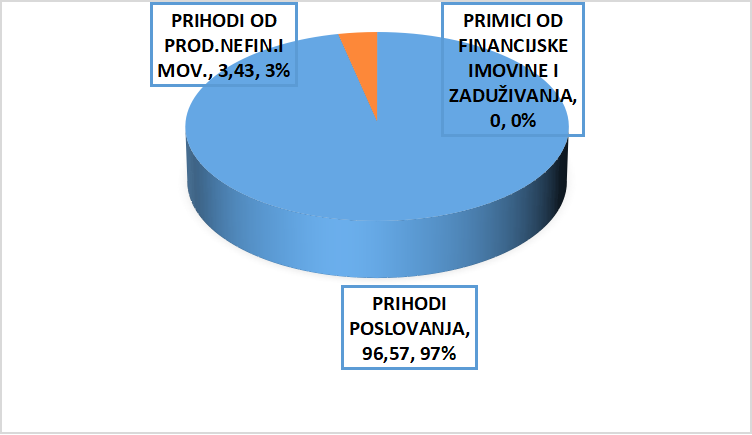 PRIHODI OD
PROD.NEFIN.I
MOV., 3,43, 3%
PRIMICI OD
FINANCIJSKE
IMOVINE I
ZADUŽIVANJA,
0, 0%
PRIHODI
POSLOVANJA,
96,57, 97%